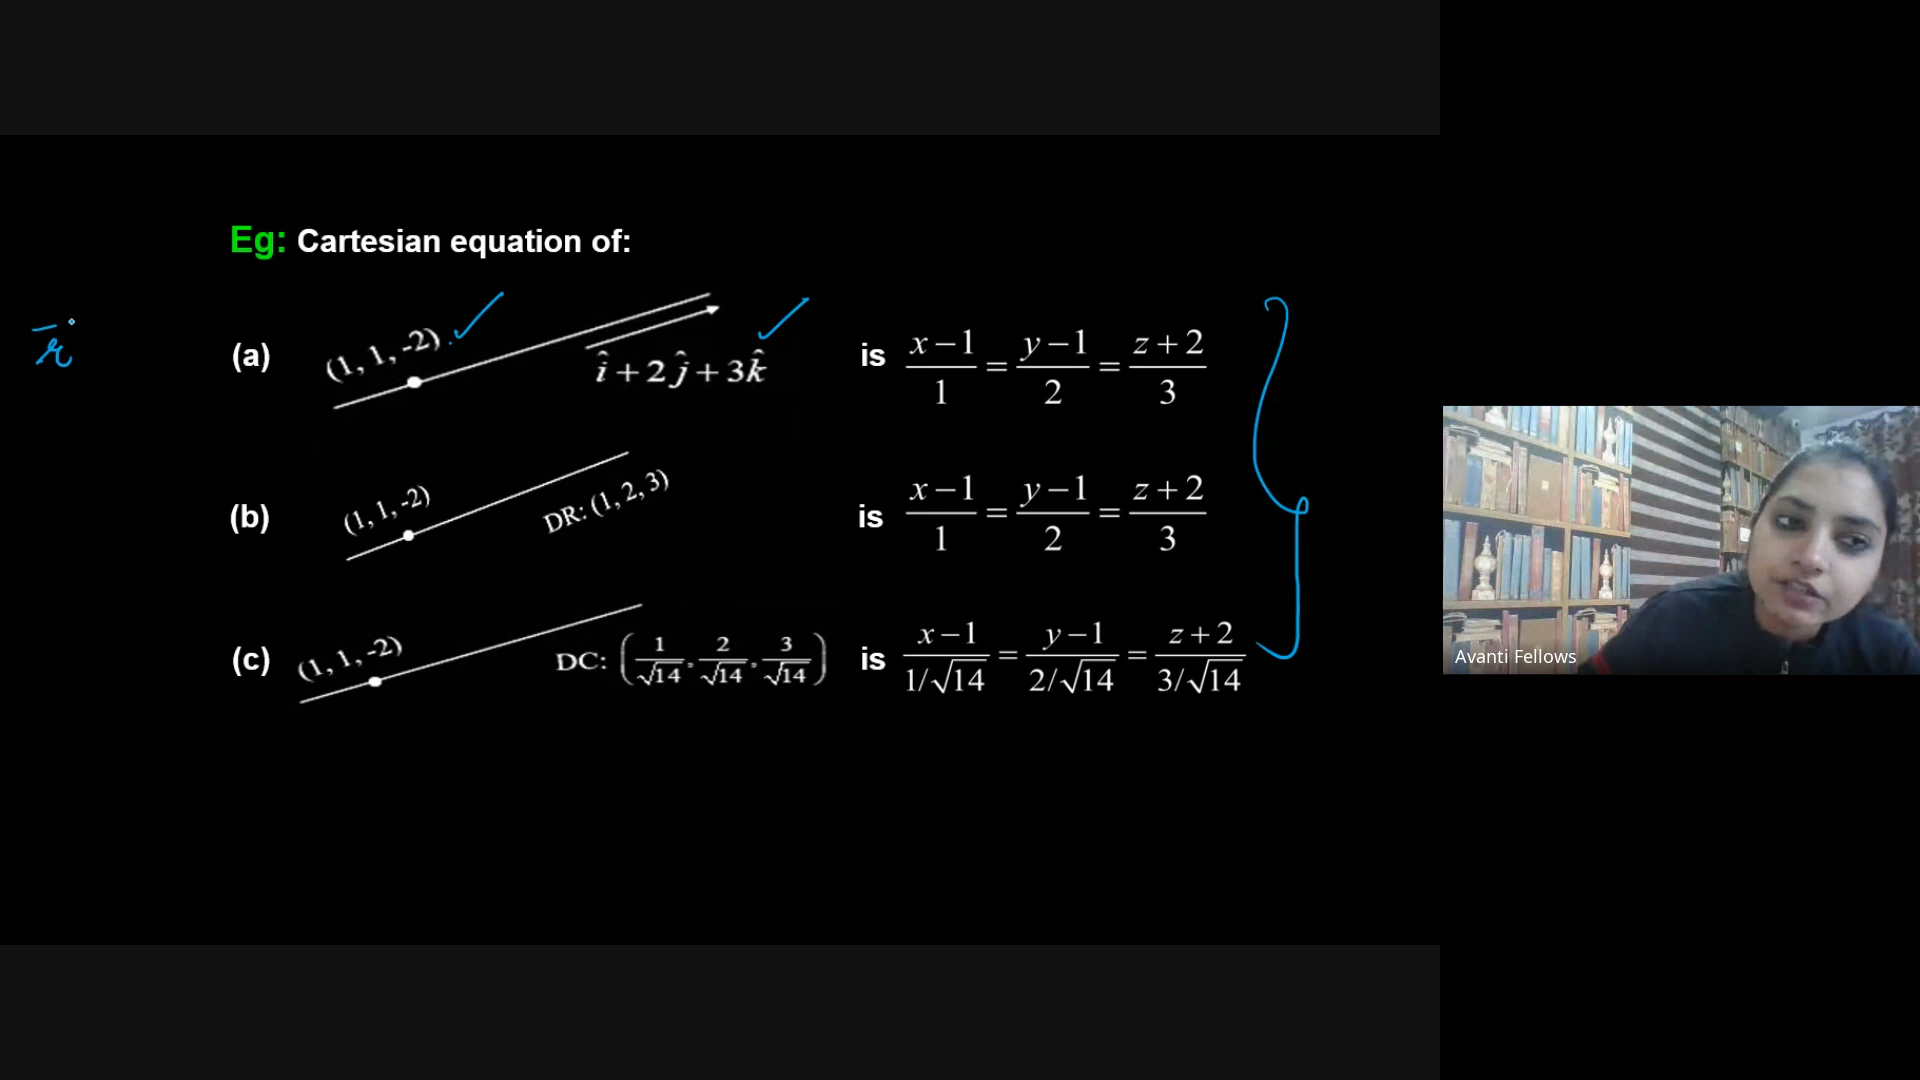 Eg: Cartesian equation of:
r̄
(a) (1, 1, -2) î + 2ĵ + 3k̂ is (x−1)/1 = (y−1)/2 = (z+2)/3
(b) (1, 1, -2) DR: (1, 2, 3) is (x−1)/1 = (y−1)/2 = (z+2)/3
(c) (1, 1, -2) DC: (1/√14, 2/√14, 3/√14) is (x−1)/(1/√14) = (y−1)/(2/√14) = (z+2)/(3/√14)
Avanti Fellows